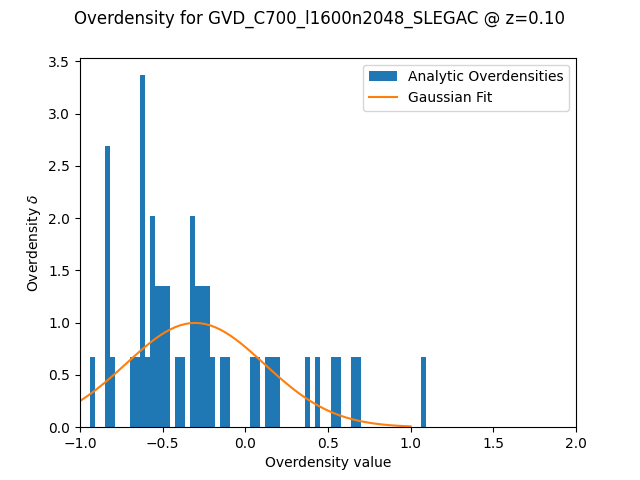 Overdensity for GVD_C700_l1600n2048_SLEGAC @ z=0.10
Analytic Overdensities
Gaussian Fit
Overdensity δ
3.5
3.0
2.5
2.0
1.5
1.0
0.5
0.0
−1.0 −0.5 0.0 0.5 1.0 1.5 2.0
Overdensity value